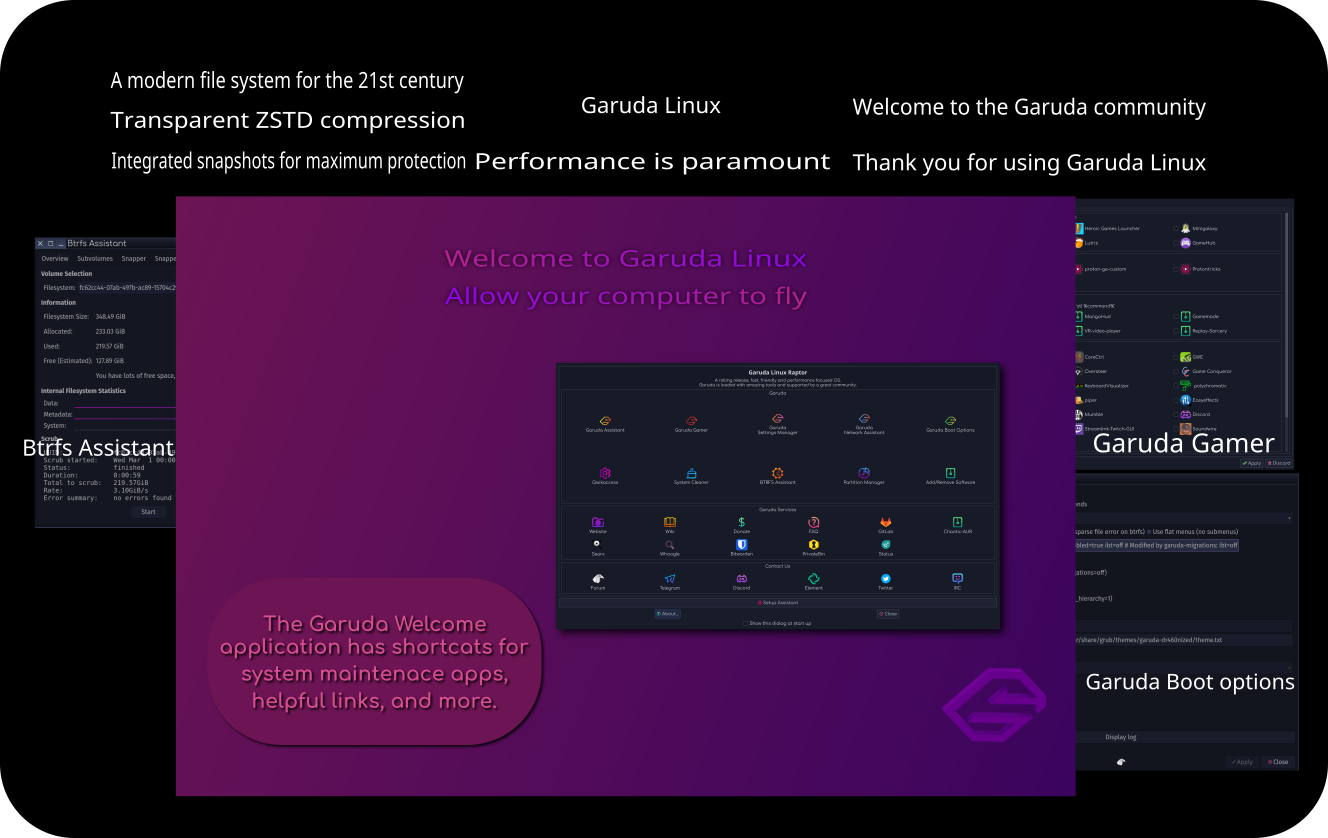 A modern file system for the 21st century
Transparent ZSTD compression
Integrated snapshots for maximum protection
Garuda Linux
Performance is paramount
Welcome to the Garuda community
Thank you for using Garuda Linux
Btrfs Assistant
Overview Subvolumes Snapper
Volume Selection
Filesystem:
Information
Filesystem Size: 348.49 GiB
Allocated: 233.03 GiB
Used: 219.57 GiB
Free (Estimated): 127.89 GiB
You have lots of free space,
Internal Filesystem Statistics
Data:
Metadata:
System:
Btrfs Assistant
Scrub started: Wed Mar 1 00:00
Status: finished
Duration: 0:00:59
Total to scrub: 219.57GiB
Rate: 3.10GiB/s
Error summary: no errors found
Start
Welcome to Garuda Linux
Allow your computer to fly
Garuda Linux Raptor
A rolling release, fast, friendly and performance focused OS.
Garuda is loaded with amazing tools and supported by a great community.
Garuda
Garuda Assistant
Garuda Gamer
Garuda
Settings Manager
Garuda
Network Assistant
Garuda Boot Options
Qwikaccess
System Cleaner
BTRFS Assistant
Partition Manager
Add/Remove Software
Garuda Services
Website
Wiki
Donate
FAQ
GitLab
Chaotic-AUR
Searx
Whoogle
Bitwarden
PrivateBin
Status
Contact Us
Forum
Telegram
Discord
Element
Twitter
IRC
Setup Assistant
About...
Close
Show this dialog at start up
The Garuda Welcome
application has shortcats for
system maintenace apps,
helpful links, and more.
Heroic Games Launcher Minigalaxy
Lutris GameHub
proton-ge-custom Protontricks
MangoHud Gamemode
VR-video-player Replay-Sorcery
CoreCtrl GWE
Oversteer Game Conqueror
KeyboardVisualizer polychromatic
piper Easyeffects
Mumble Discord
Streamlink-Twitch-GUI Soundwire
Garuda Gamer
Apply Discard
sparse file error on btrfs) Use flat menus (no submenus)
bled=true ibt=off # Modified by garuda-migrations: ibt=off
ations=off)
_hierarchy=1)
r/share/grub/themes/garuda-dr460nized/theme.txt
Garuda Boot options
Display log
Apply Close